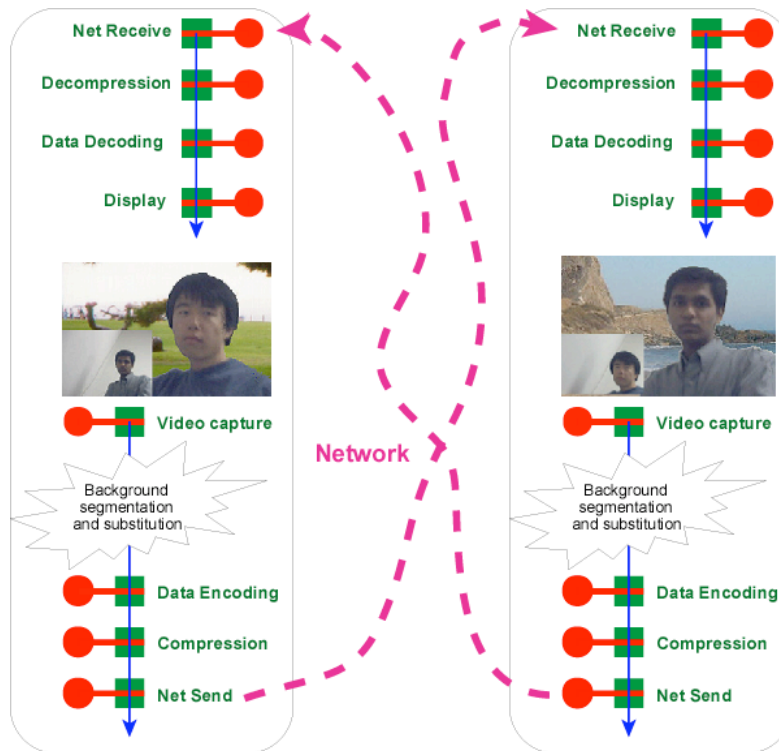 Net Receive
Decompression
Data Decoding
Display
Video capture
Background
segmentation
and substitution
Data Encoding
Compression
Net Send
Network
Net Receive
Decompression
Data Decoding
Display
Video capture
Background
segmentation
and substitution
Data Encoding
Compression
Net Send